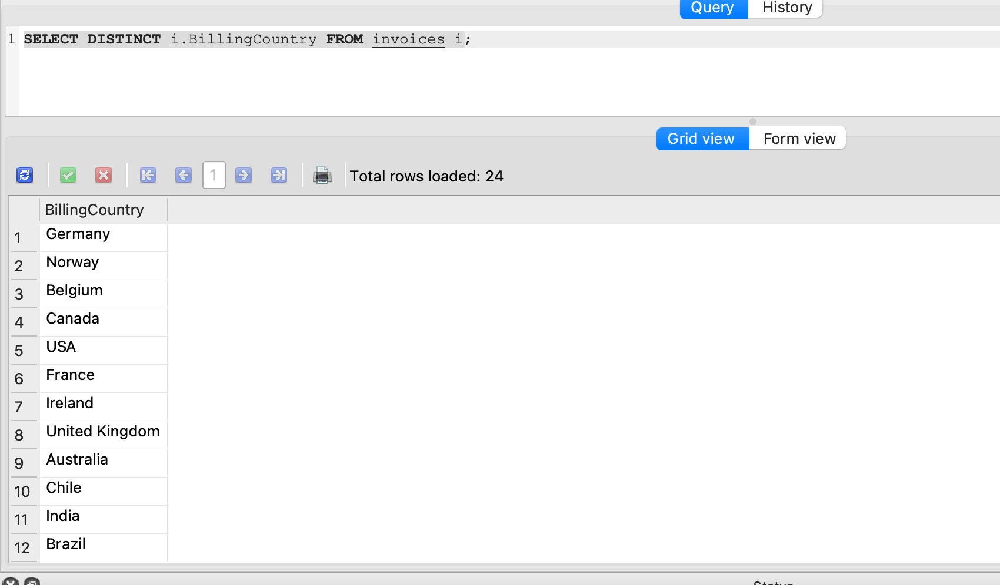 Query History
1 SELECT DISTINCT i.BillingCountry FROM invoices i;
Grid view Form view
1 Total rows loaded: 24
BillingCountry
1 Germany
2 Norway
3 Belgium
4 Canada
5 USA
6 France
7 Ireland
8 United Kingdom
9 Australia
10 Chile
11 India
12 Brazil
Status